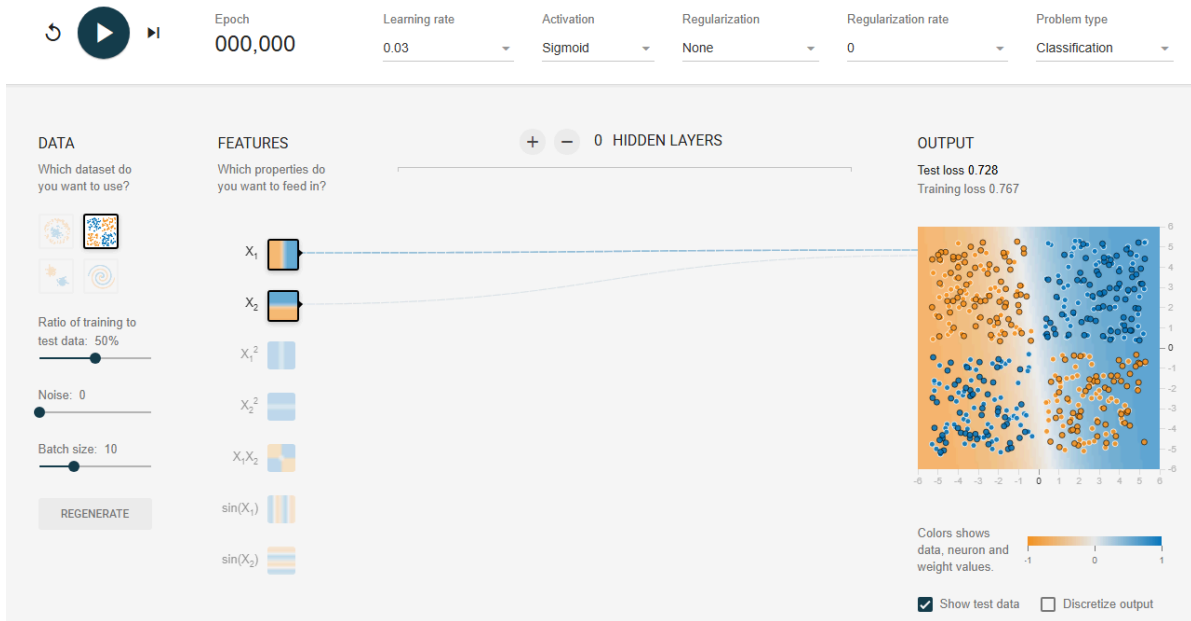 Epoch
000,000
Learning rate
0.03
Activation
Sigmoid
Regularization
None
Regularization rate
0
Problem type
Classification
DATA
Which dataset do
you want to use?
Ratio of training to
test data: 50%
Noise: 0
Batch size: 10
REGENERATE
FEATURES
Which properties do
you want to feed in?
X₁
X₂
X₁²
X₂²
X₁X₂
sin(X₁)
sin(X₂)
+ − 0 HIDDEN LAYERS
OUTPUT
Test loss 0.728
Training loss 0.767
6
5
4
3
2
1
0
-1
-2
-3
-4
-5
-6
-6 -5 -4 -3 -2 -1 0 1 2 3 4 5 6
Colors shows
data, neuron and
weight values.
-1 0 1
Show test data
Discretize output